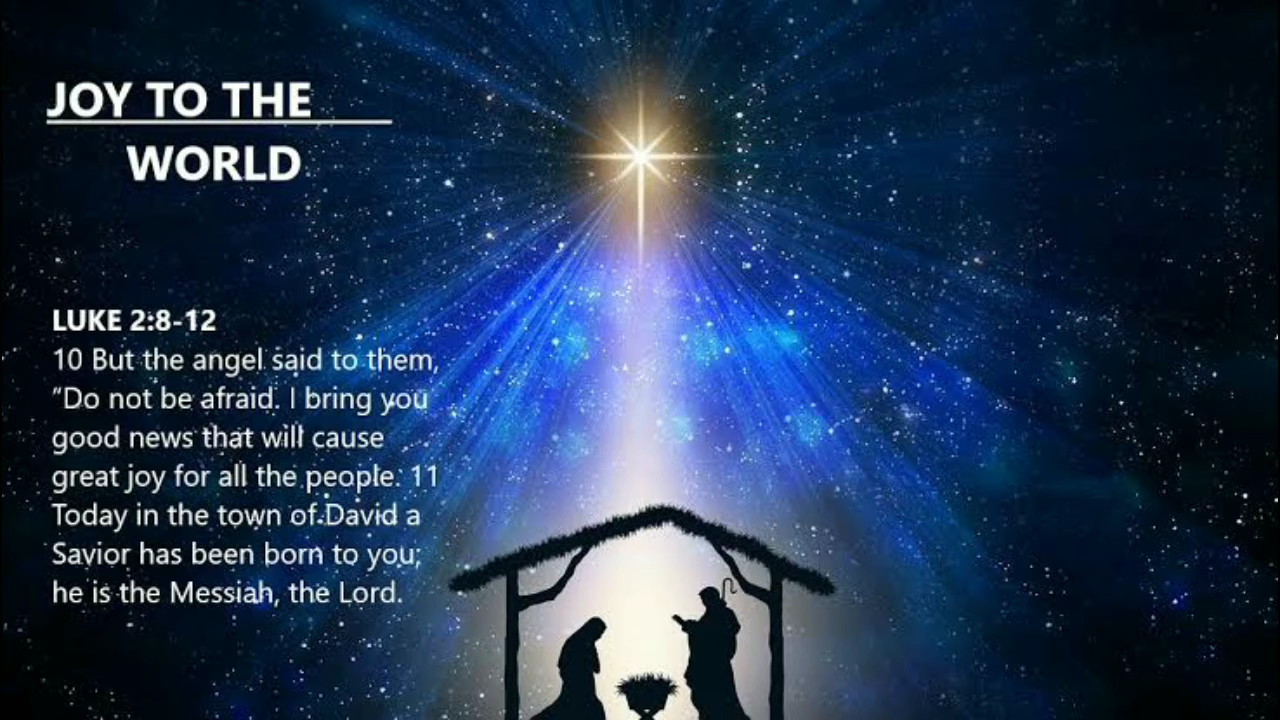 JOY TO THE
WORLD
LUKE 2:8-12
10 But the angel said to them,
“Do not be afraid. I bring you
good news that will cause
great joy for all the people. 11
Today in the town of David a
Savior has been born to you;
he is the Messiah, the Lord.